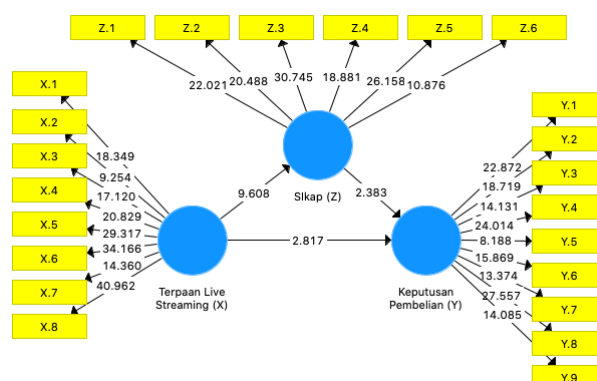 Z.1
Z.2
Z.3
Z.4
Z.5
Z.6
22.021
20.488
30.745
18.881
26.158
10.876
X.1
X.2
X.3
X.4
X.5
X.6
X.7
X.8
18.349
9.254
17.120
20.829
29.317
34.166
14.360
40.962
SIkap (Z)
9.608
2.383
2.817
Terpaan Live
Streaming (X)
Keputusan
Pembelian (Y)
22.872
18.719
14.131
24.014
8.188
15.869
13.374
27.557
14.085
Y.1
Y.2
Y.3
Y.4
Y.5
Y.6
Y.7
Y.8
Y.9